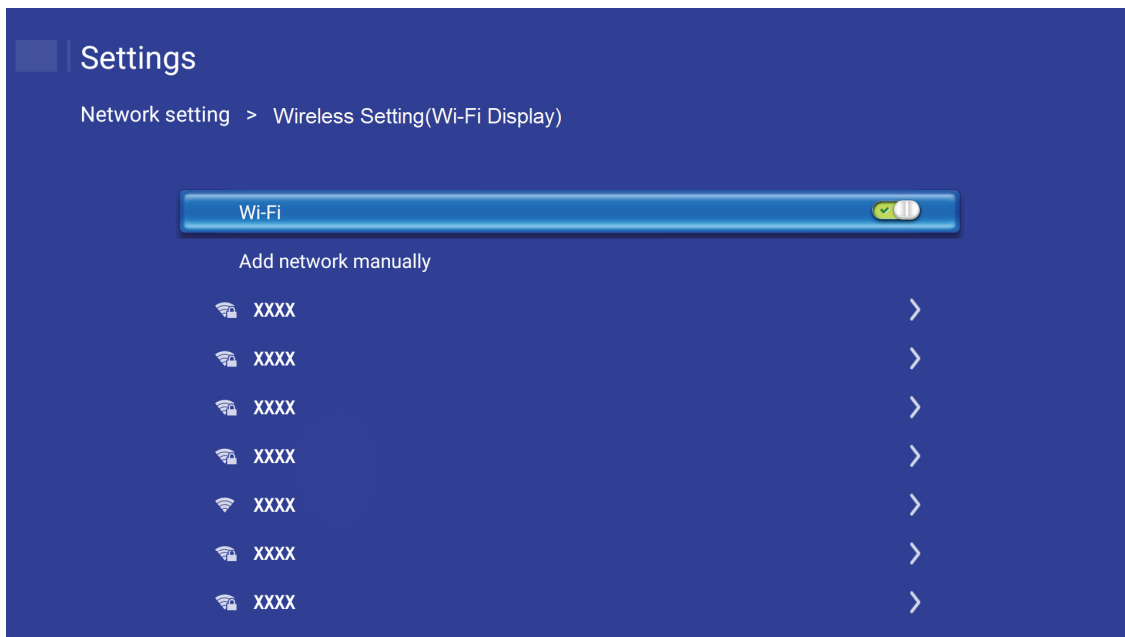 Settings
Network setting > Wireless Setting(Wi-Fi Display)
Wi-Fi
Add network manually
XXXX
XXXX
XXXX
XXXX
XXXX
XXXX
XXXX